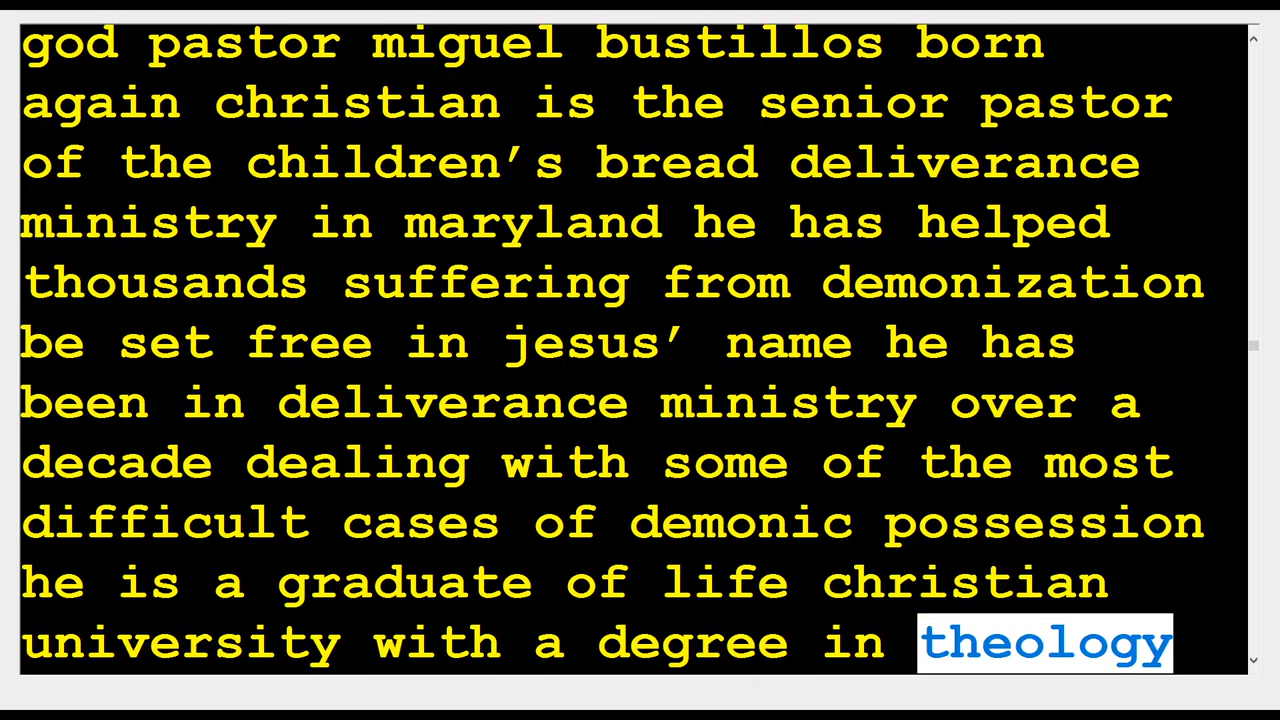 god pastor miguel bustillos born
again christian is the senior pastor
of the children’s bread deliverance
ministry in maryland he has helped
thousands suffering from demonization
be set free in jesus’ name he has
been in deliverance ministry over a
decade dealing with some of the most
difficult cases of demonic possession
he is a graduate of life christian
university with a degree in theology